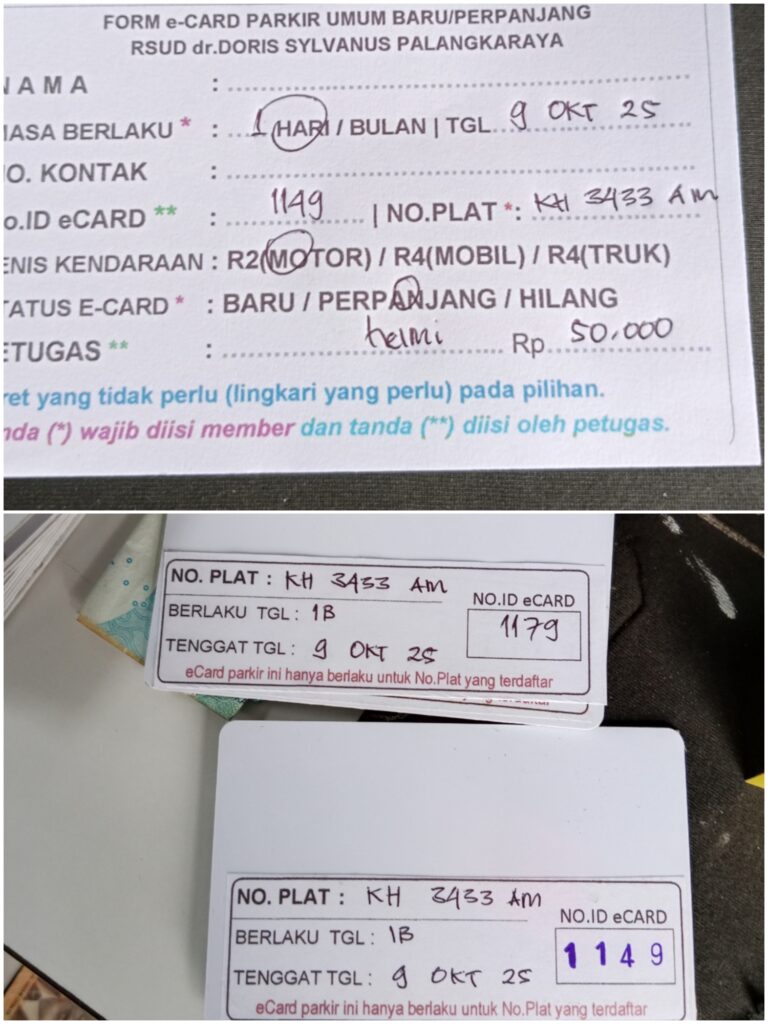 FORM e-CARD PARKIR UMUM BARU/PERPANJANG
RSUD dr.DORIS SYLVANUS PALANGKARAYA
NAMA :
MASA BERLAKU * : 1 (HARI / BULAN | TGL 9 OKT 25
NO. KONTAK :
No.ID eCARD ** : 1149 | NO.PLAT *: KH 3433 AM
JENIS KENDARAAN : R2(MOTOR) / R4(MOBIL) / R4(TRUK)
STATUS E-CARD * : BARU / PERPANJANG / HILANG
PETUGAS ** : helmi Rp 50.000
ret yang tidak perlu (lingkari yang perlu) pada pilihan.
nda (*) wajib diisi member dan tanda (**) diisi oleh petugas.
NO. PLAT : KH 3433 AM
NO.ID eCARD
BERLAKU TGL : 1B
1179
TENGGAT TGL : 9 OKT 25
eCard parkir ini hanya berlaku untuk No.Plat yang terdaftar
NO. PLAT : KH 3433 AM
NO.ID eCARD
BERLAKU TGL : 1B
1149
TENGGAT TGL : 9 OKT 25
eCard parkir ini hanya berlaku untuk No.Plat yang terdaftar